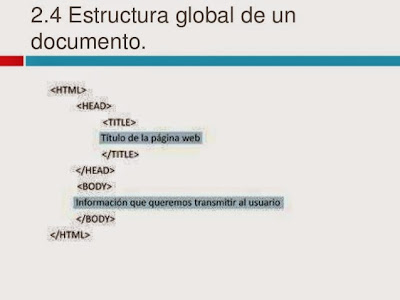 2.4 Estructura global de un
documento.
<HTML>
<HEAD>
<TITLE>
Título de la página web
</TITLE>
</HEAD>
<BODY>
Información que queremos transmitir al usuario
</BODY>
</HTML>